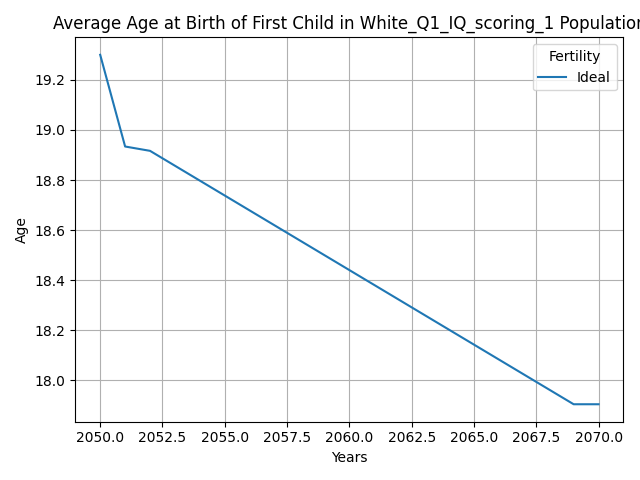 Average Age at Birth of First Child in White_Q1_IQ_scoring_1 Population
Fertility
Ideal
Age
19.2
19.0
18.8
18.6
18.4
18.2
18.0
2050.0 2052.5 2055.0 2057.5 2060.0 2062.5 2065.0 2067.5 2070.0
Years